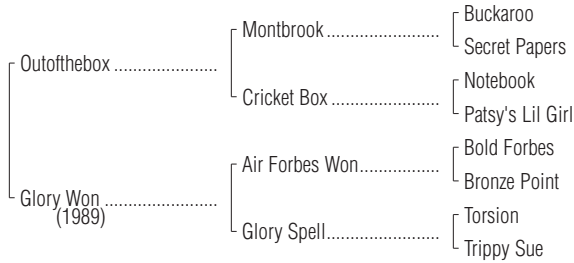 Buckaroo
Montbrook ........................
Secret Papers
Outofthebox ......................
Notebook
Cricket Box .......................
Patsy's Lil Girl
Bold Forbes
Air Forbes Won.................
Bronze Point
Glory Won ........................
(1989)
Torsion
Glory Spell........................
Trippy Sue